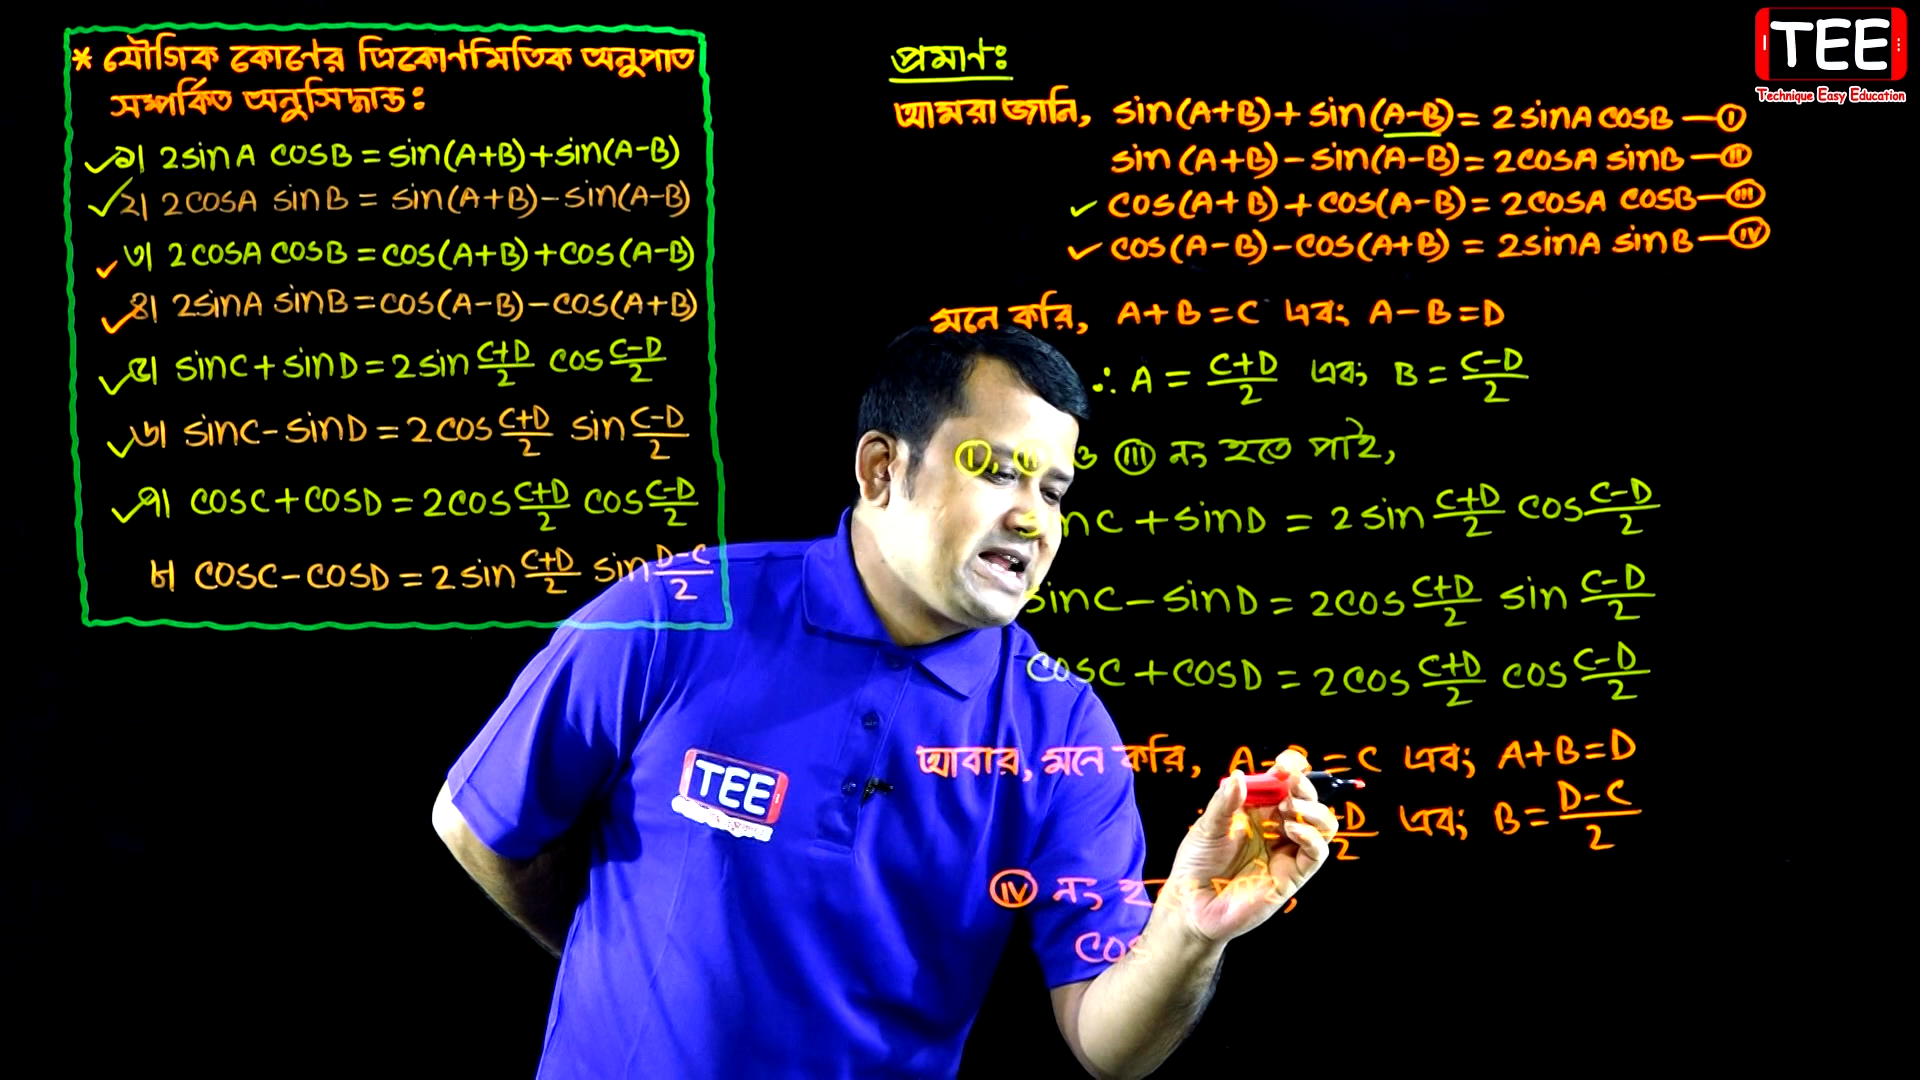 * যৌগিক কোণের ত্রিকোণমিতিক অনুপাত
সম্পর্কিত অনুসিদ্ধান্ত:
১। 2sinA cosB = sin(A+B)+sin(A-B)
২। 2cosA sinB = sin(A+B)-sin(A-B)
৩। 2cosA cosB = cos(A+B)+cos(A-B)
৪। 2sinA sinB = cos(A-B)-cos(A+B)
৫। sinC + sinD = 2sin (C+D)/2 cos (C-D)/2
৬। sinC - sinD = 2cos (C+D)/2 sin (C-D)/2
৭। cosC + cosD = 2cos (C+D)/2 cos (C-D)/2
৮। cosC - cosD = 2sin (C+D)/2 sin (D-C)/2
প্রমাণ:
আমরা জানি, sin(A+B)+ sin(A-B) = 2sinA cosB — (i)
sin(A+B) - sin(A-B) = 2cosA sinB — (ii)
cos(A+B)+cos(A-B) = 2cosA cosB — (iii)
cos(A-B)-cos(A+B) = 2sinA sinB — (iv)
মনে করি, A+B = C এবং A-B = D
∴ A = (C+D)/2 এবং B = (C-D)/2
(i), (ii) ও (iii) নং হতে পাই,
sinC + sinD = 2sin (C+D)/2 cos (C-D)/2
sinC - sinD = 2cos (C+D)/2 sin (C-D)/2
cosC + cosD = 2cos (C+D)/2 cos (C-D)/2
আবার, মনে করি, A-B = C এবং A+B = D
এবং B = (D-C)/2
(iv) নং হতে পাই,
cos
TEE
Technique Easy Education
TEE